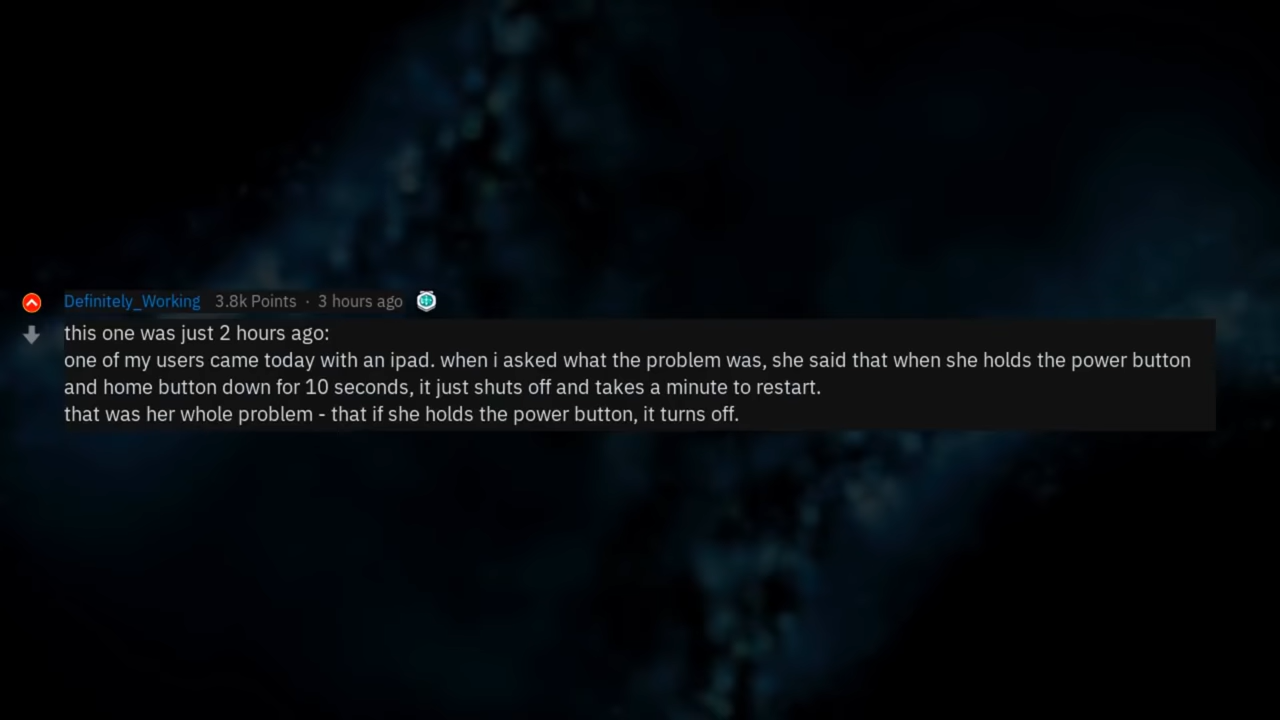 Definitely_Working 3.8k Points · 3 hours ago
this one was just 2 hours ago:
one of my users came today with an ipad. when i asked what the problem was, she said that when she holds the power button
and home button down for 10 seconds, it just shuts off and takes a minute to restart.
that was her whole problem - that if she holds the power button, it turns off.